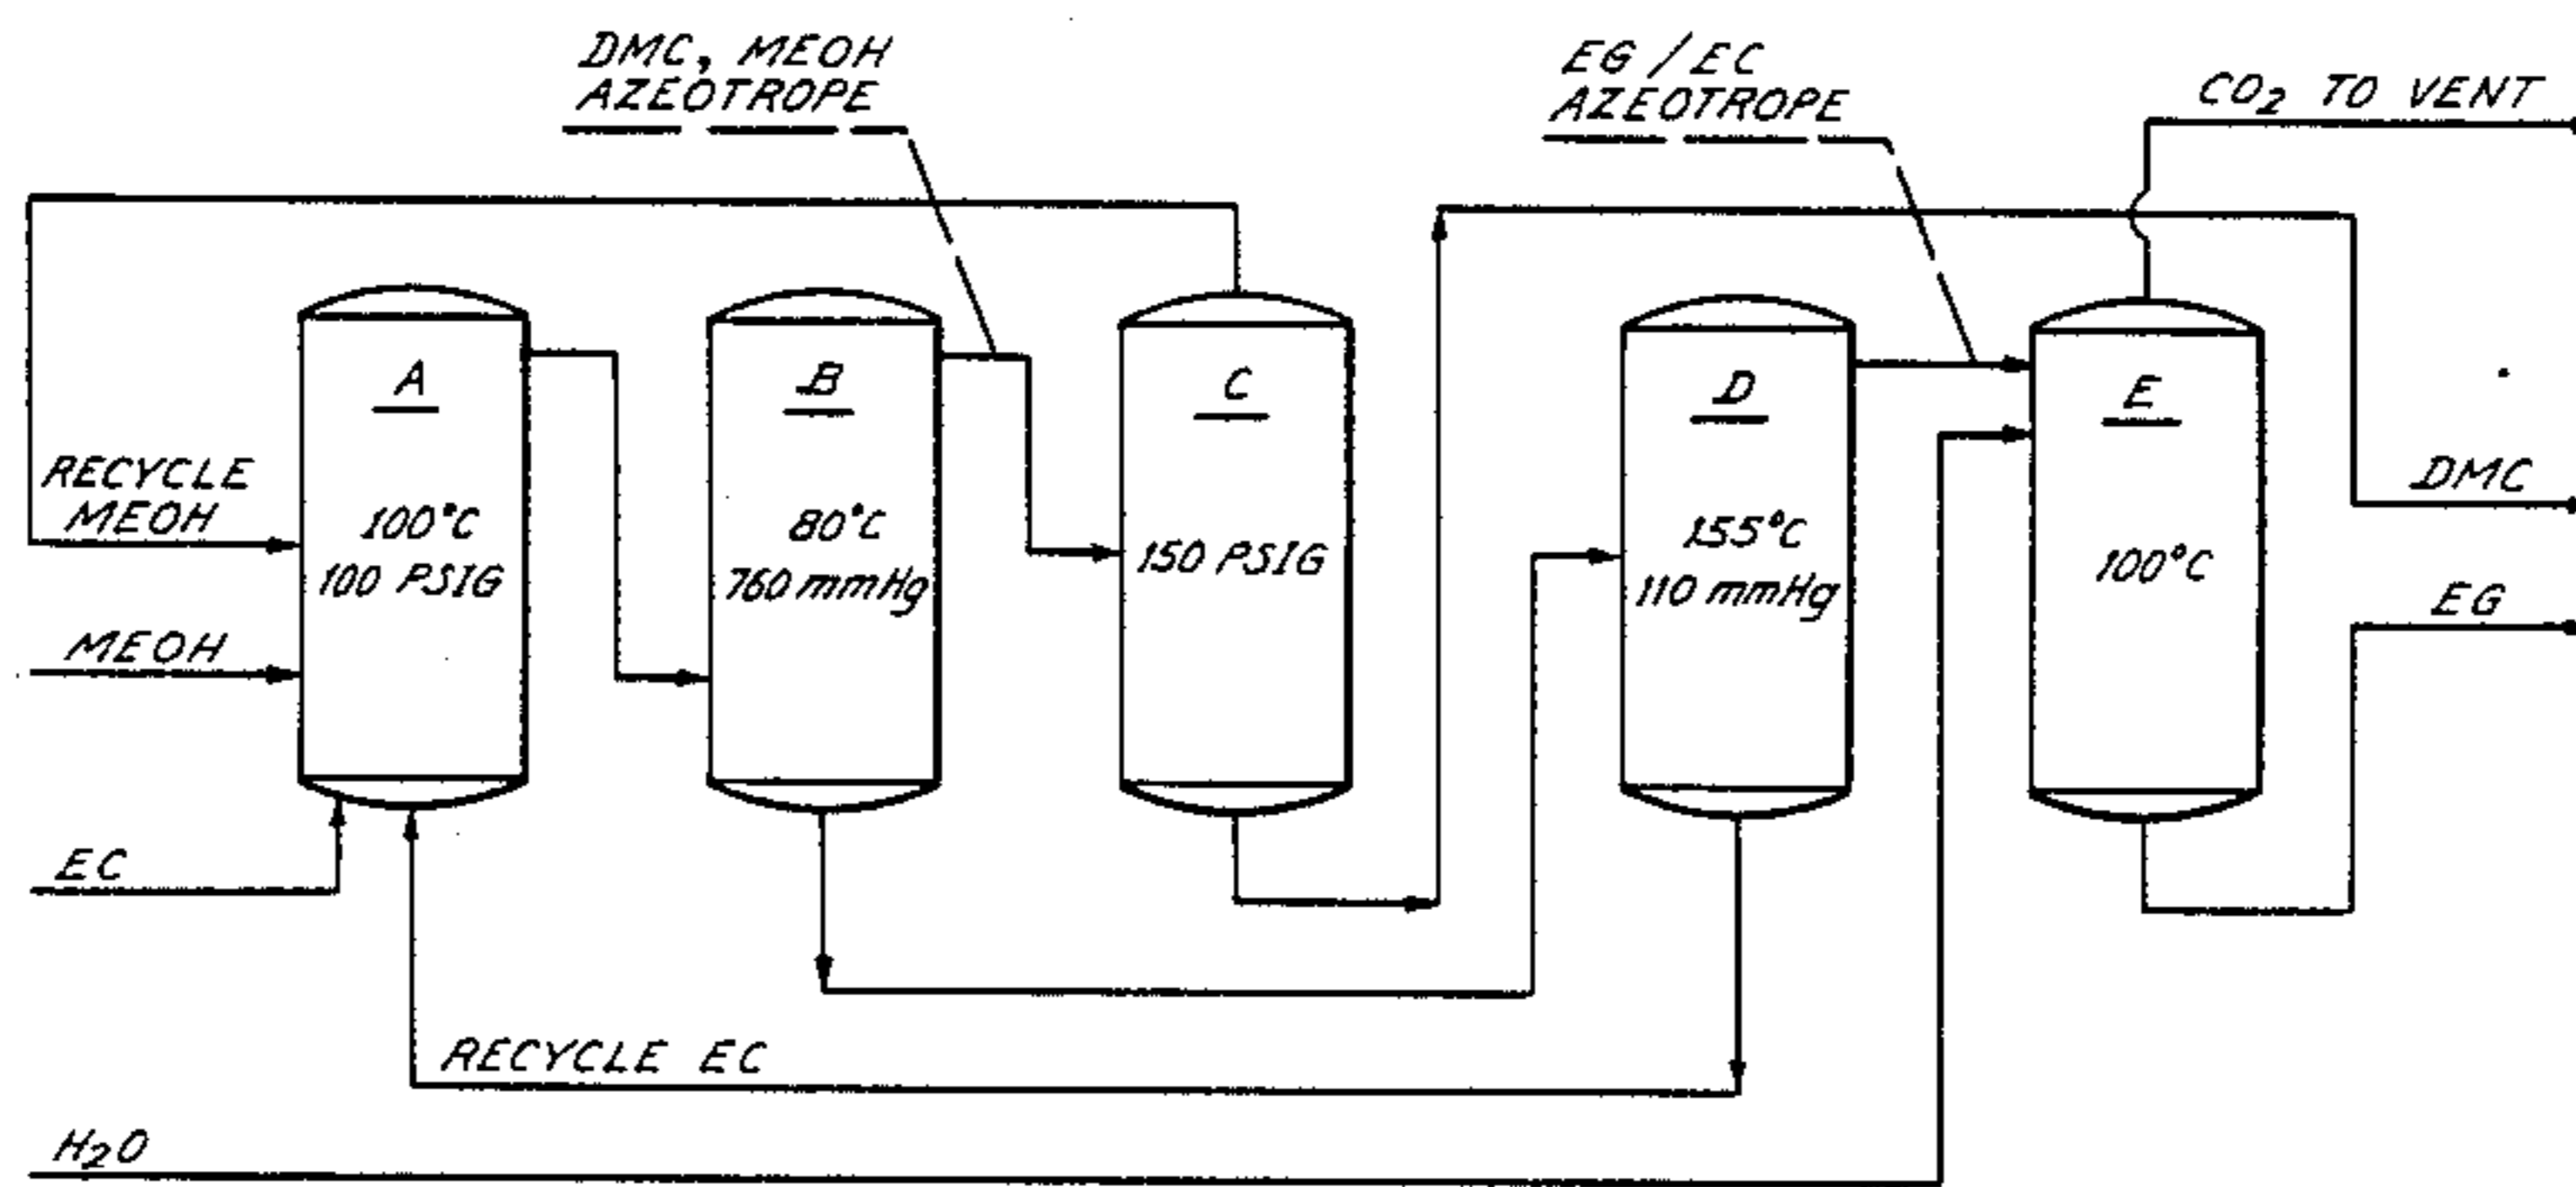 DMC, MEOH
AZEOTROPE
EG / EC
AZEOTROPE
CO₂ TO VENT
A
100°C
100 PSIG
B
80°C
760 mmHg
C
150 PSIG
D
155°C
110 mmHg
E
100°C
RECYCLE
MEOH
MEOH
EC
DMC
EG
RECYCLE EC
H₂O